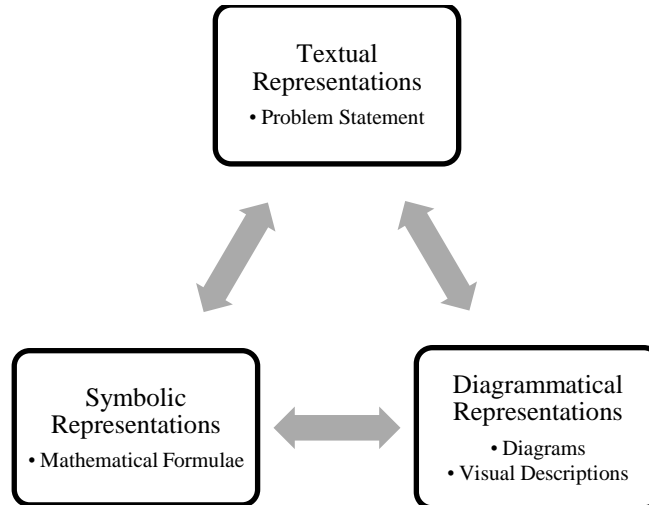 Textual
Representations
• Problem Statement
Symbolic
Representations
• Mathematical Formulae
Diagrammatical
Representations
• Diagrams
• Visual Descriptions